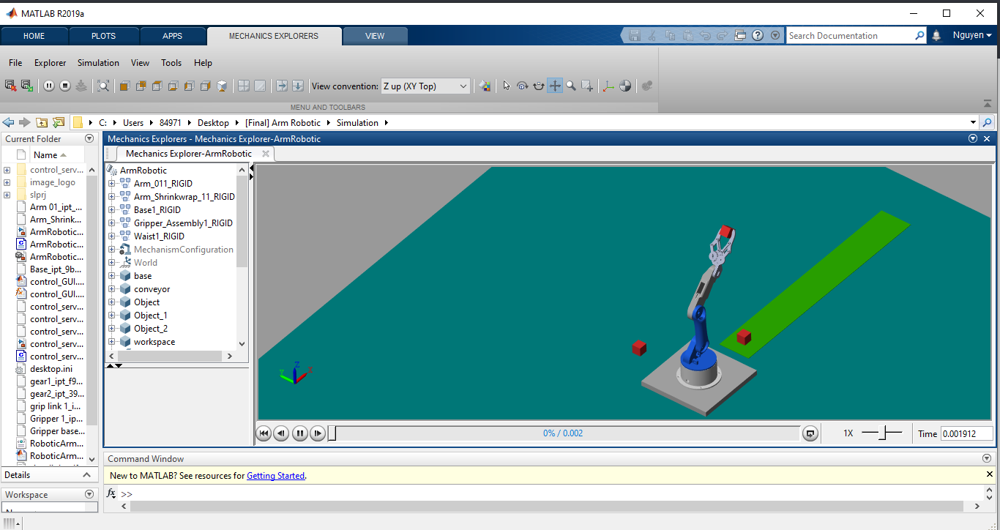 MATLAB R2019a
HOME PLOTS APPS MECHANICS EXPLORERS VIEW
Search Documentation
Nguyen
File Explorer Simulation View Tools Help
View convention: Z up (XY Top)
MENU AND TOOLBARS
C: Users 84971 Desktop [Final] Arm Robotic Simulation
Current Folder
Name
control_serv...
image_logo
slprj
Arm 01_ipt_...
Arm_Shrink...
ArmRobotic...
ArmRobotic...
ArmRobotic...
Base_ipt_9b...
control_GUI....
control_GUI....
control_serv...
control_serv...
control_serv...
control_serv...
control_serv...
desktop.ini
gear1_ipt_f9...
gear2_ipt_39...
grip link 1_i...
Gripper 1_ip...
Gripper base...
RoboticArm...
RoboticArm...
Details
Workspace
Mechanics Explorers - Mechanics Explorer-ArmRobotic
Mechanics Explorer-ArmRobotic
ArmRobotic
Arm_011_RIGID
Arm_Shrinkwrap_11_RIGID
Base1_RIGID
Gripper_Assembly1_RIGID
Waist1_RIGID
MechanismConfiguration
World
base
conveyor
Object
Object_1
Object_2
workspace
Z
Y X
0% / 0.002
1X
Time 0.001912
Command Window
New to MATLAB? See resources for Getting Started.
fx >>